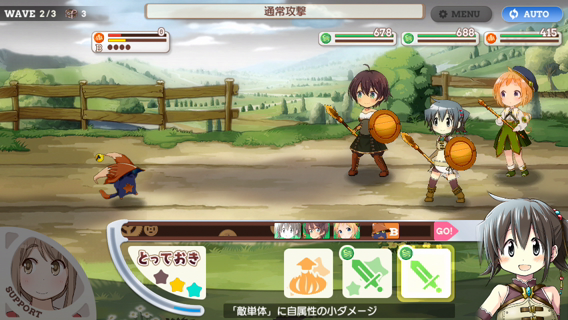 WAVE 2/3 3
通常攻撃
MENU
AUTO
0
B
678
688
415
B GO!
とっておき
SUPPORT
「敵単体」に自属性の小ダメージ